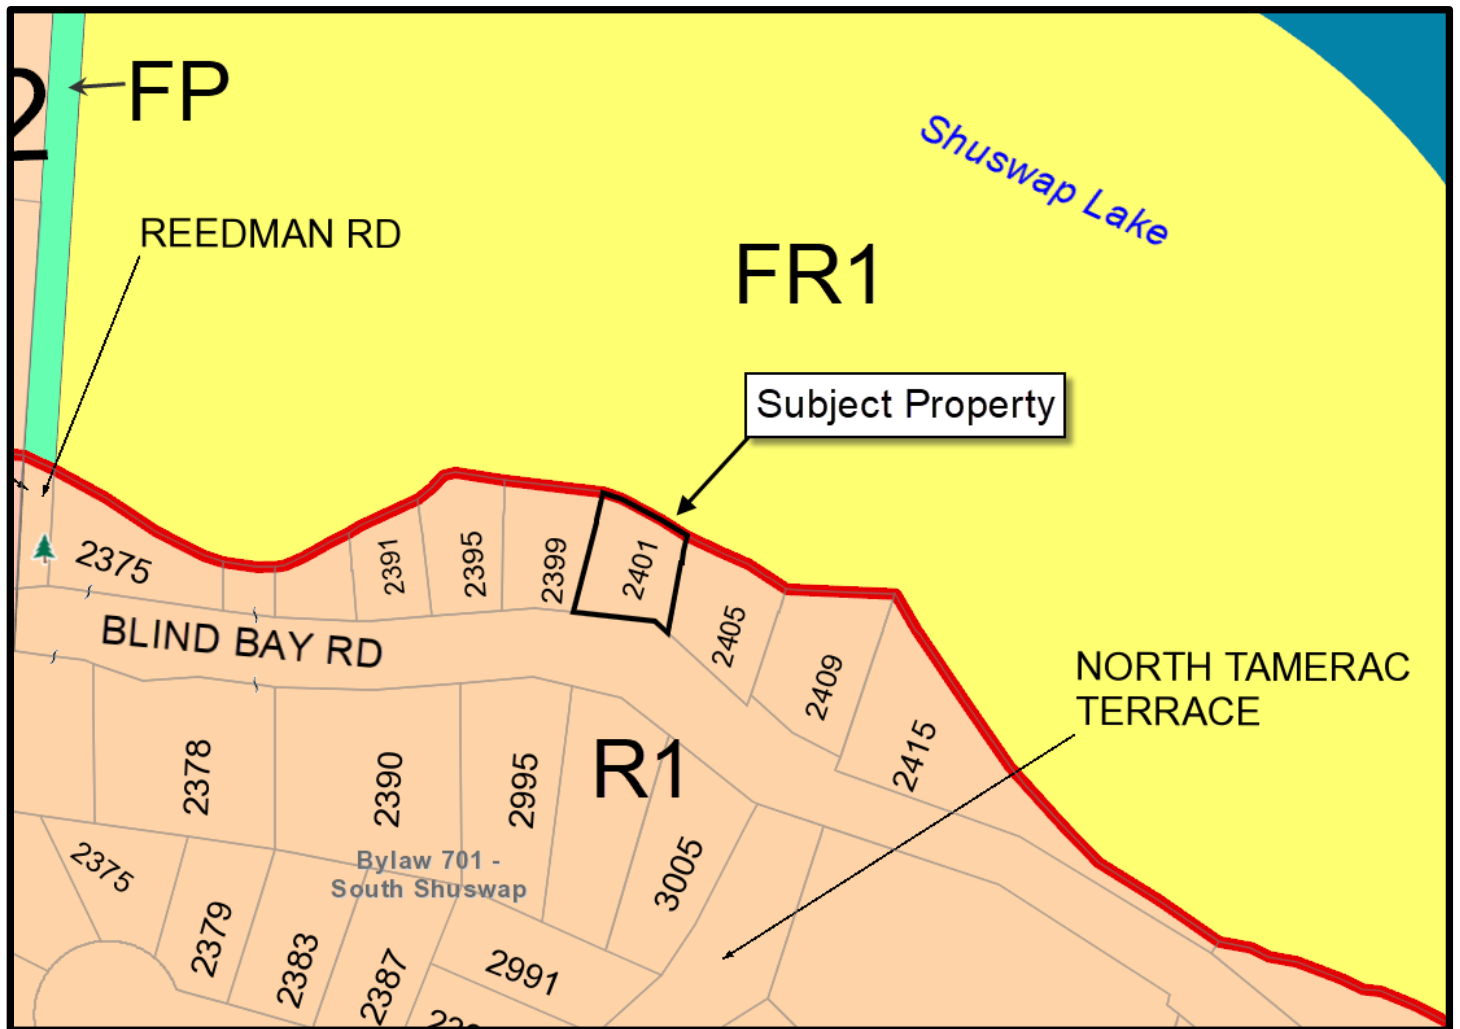 FP
2
REEDMAN RD
Shuswap Lake
FR1
Subject Property
2375
2391
2395
2399
2401
2405
2409
2415
BLIND BAY RD
NORTH TAMERAC
TERRACE
R1
2378
2390
2995
3005
Bylaw 701 -
South Shuswap
2375
2379
2383
2387
2991